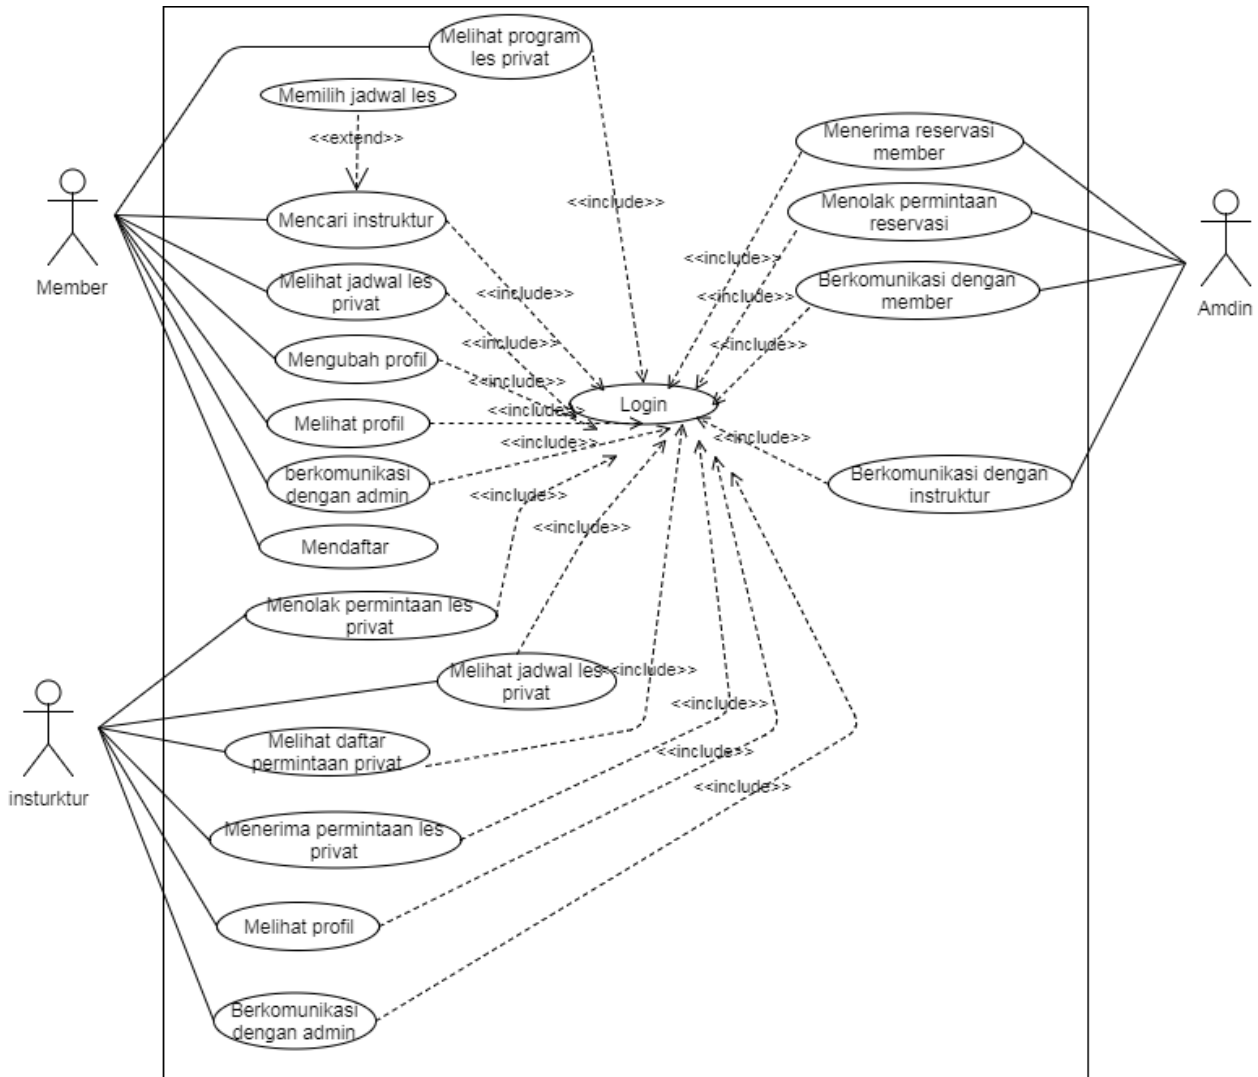 Melihat program
les privat
Memilih jadwal les
<<extend>>
Menerima reservasi
member
<<include>>
Mencari instruktur
Menolak permintaan
reservasi
Member
<<include>>
Melihat jadwal les
privat
<<include>>
<<include>>
Berkomunikasi dengan
member
Amdin
<<include>>
<<include>>
<<include>>
Mengubah profil
<<include>>
Login
Melihat profil
<<include>>
<<include>>
<<include>>
berkomunikasi
dengan admin
Berkomunikasi dengan
instruktur
<<include>>
<<include>>
Mendaftar
Menolak permintaan les
privat
Melihat jadwal les
privat
<<include>>
<<include>>
Melihat daftar
permintaan privat
<<include>>
<<include>>
insturktur
Menerima permintaan les
privat
Melihat profil
Berkomunikasi
dengan admin